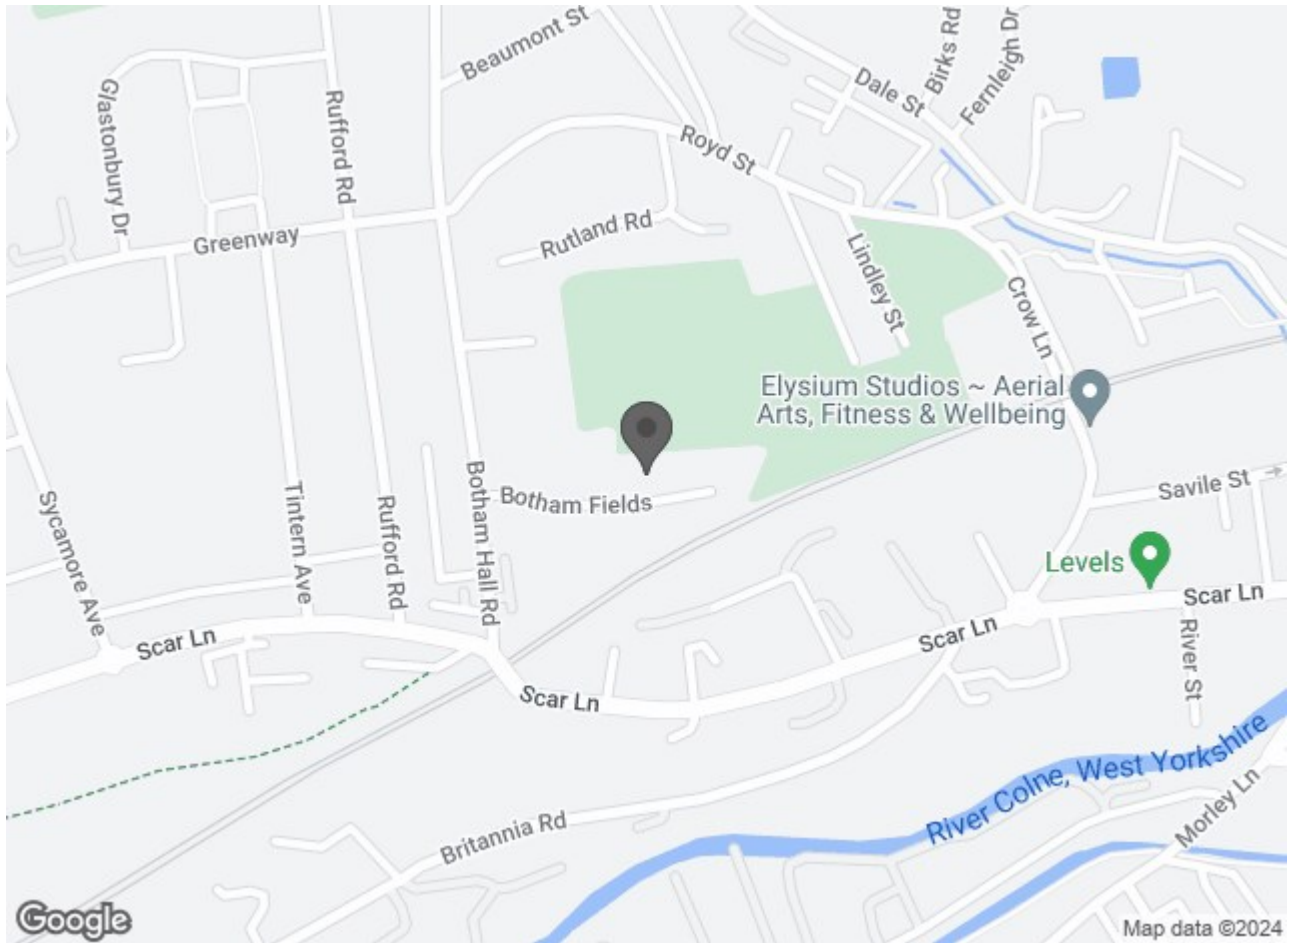 Beaumont St
Birks Rd
Fernleigh Dr
Dale St
Glastonbury Dr
Rufford Rd
Royd St
Greenway
Rutland Rd
Lindley St
Crow Ln
Elysium Studios ~ Aerial
Arts, Fitness & Wellbeing
Sycamore Ave
Tintern Ave
Rufford Rd
Botham Hall Rd
Botham Fields
Savile St
Levels
Scar Ln
Scar Ln
Scar Ln
Scar Ln
River St
River Colne, West Yorkshire
Morley Ln
Britannia Rd
Google
Map data ©2024